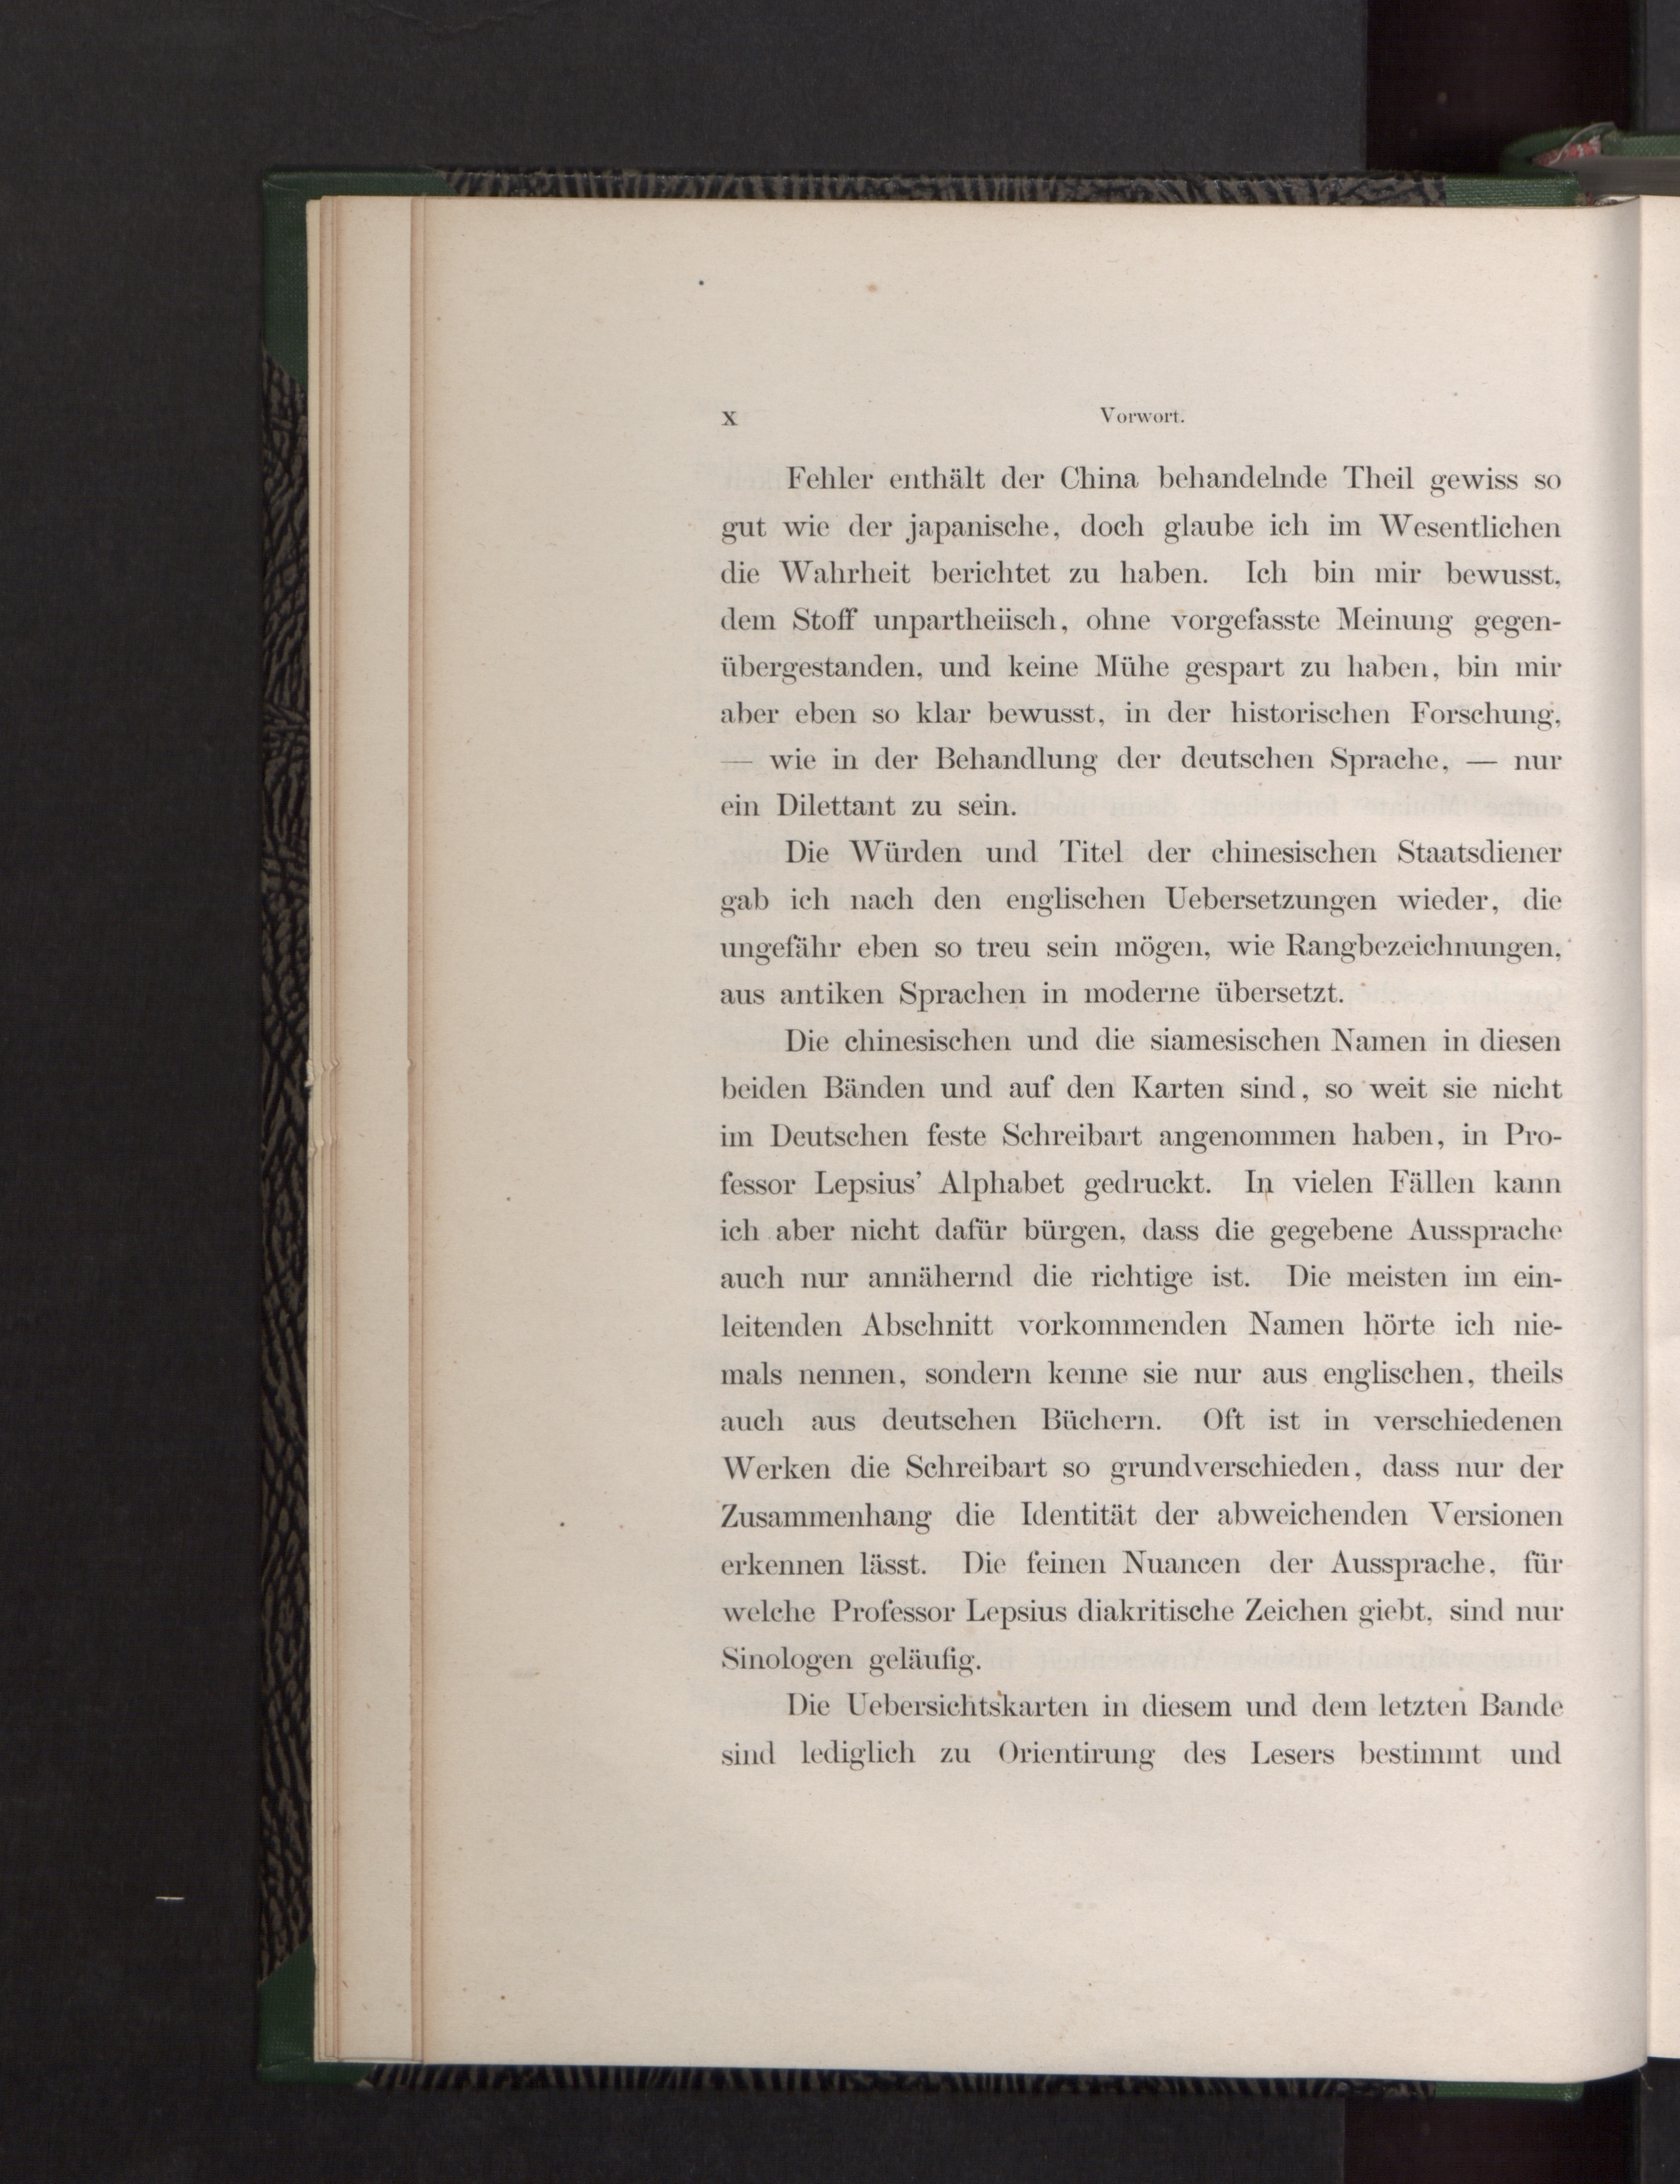 X Vorwort.
Fehler enthält der China behandelnde Theil gewiss so
gut wie der japanische, doch glaube ich im Wesentlichen
die Wahrheit berichtet zu haben. Ich bin mir bewusst,
dem Stoff unpartheiisch, ohne vorgefasste Meinung gegen-
übergestanden, und keine Mühe gespart zu haben, bin mir
aber eben so klar bewusst, in der historischen Forschung,
— wie in der Behandlung der deutschen Sprache, — nur
ein Dilettant zu sein.
Die Würden und Titel der chinesischen Staatsdiener
gab ich nach den englischen Uebersetzungen wieder, die
ungefähr eben so treu sein mögen, wie Rangbezeichnungen,
aus antiken Sprachen in moderne übersetzt.
Die chinesischen und die siamesischen Namen in diesen
beiden Bänden und auf den Karten sind, so weit sie nicht
im Deutschen feste Schreibart angenommen haben, in Pro-
fessor Lepsius’ Alphabet gedruckt. In vielen Fällen kann
ich aber nicht dafür bürgen, dass die gegebene Aussprache
auch nur annähernd die richtige ist. Die meisten im ein-
leitenden Abschnitt vorkommenden Namen hörte ich nie-
mals nennen, sondern kenne sie nur aus englischen, theils
auch aus deutschen Büchern. Oft ist in verschiedenen
Werken die Schreibart so grundverschieden, dass nur der
Zusammenhang die Identität der abweichenden Versionen
erkennen lässt. Die feinen Nuancen der Aussprache, für
welche Professor Lepsius diakritische Zeichen giebt, sind nur
Sinologen geläufig.
Die Uebersichtskarten in diesem und dem letzten Bande
sind lediglich zu Orientirung des Lesers bestimmt und